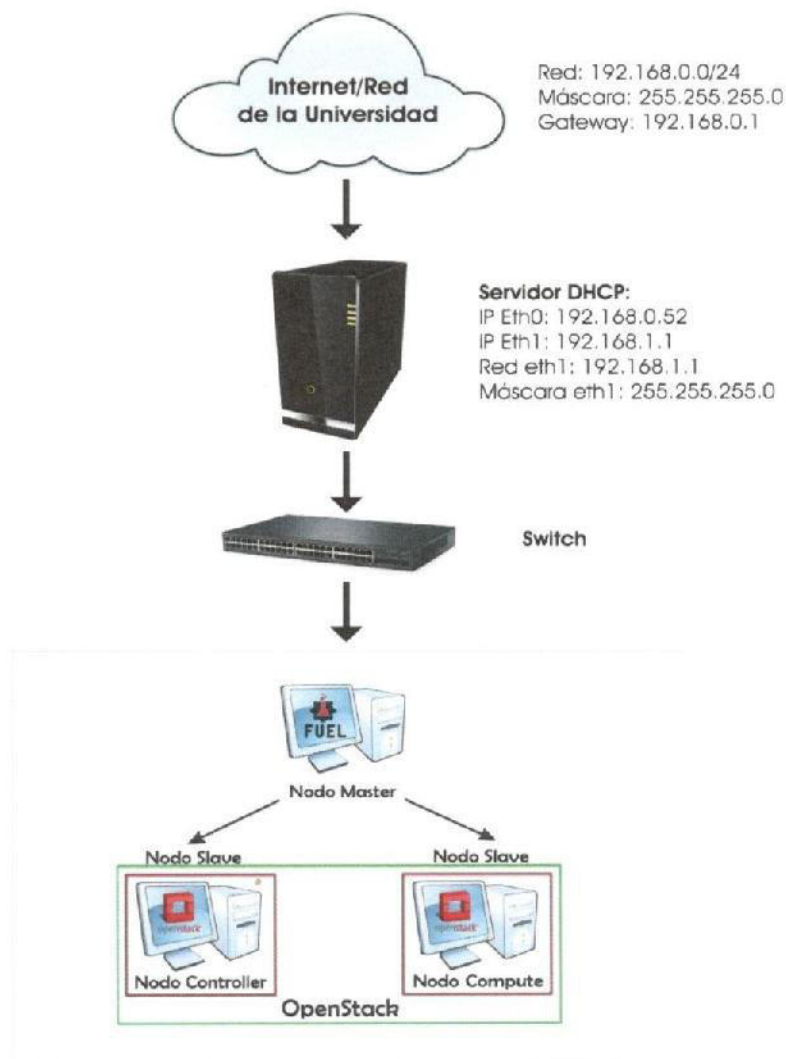 Internet/Red
de la Universidad
Red: 192.168.0.0/24
Máscara: 255.255.255.0
Gateway: 192.168.0.1
Servidor DHCP:
IP Eth0: 192.168.0.52
IP Eth1: 192.168.1.1
Red eth1: 192.168.1.1
Máscara eth1: 255.255.255.0
Switch
FUEL
Nodo Master
Nodo Slave
Nodo Slave
openstack
openstack
Nodo Controller
Nodo Compute
OpenStack